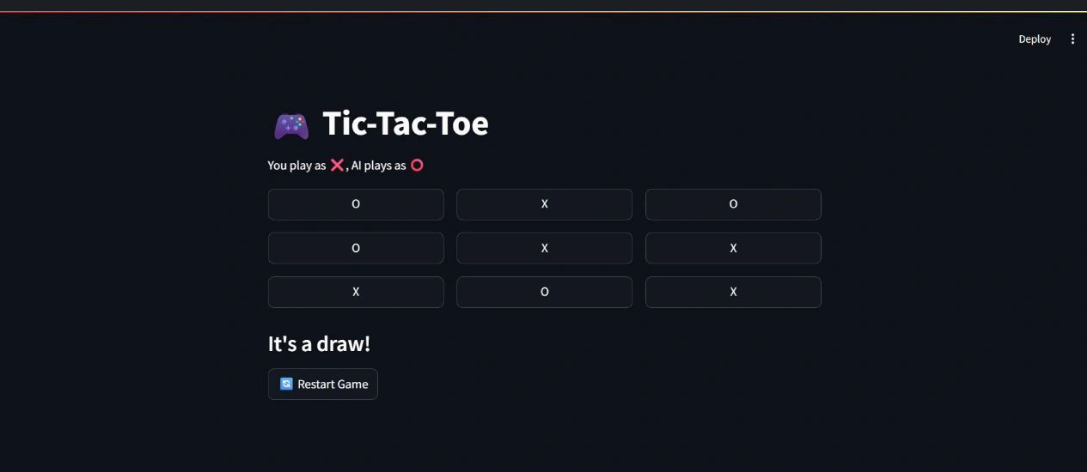 Deploy
Tic-Tac-Toe
You play as ❌, AI plays as ⭕
O X O
O X X
X O X
It's a draw!
Restart Game